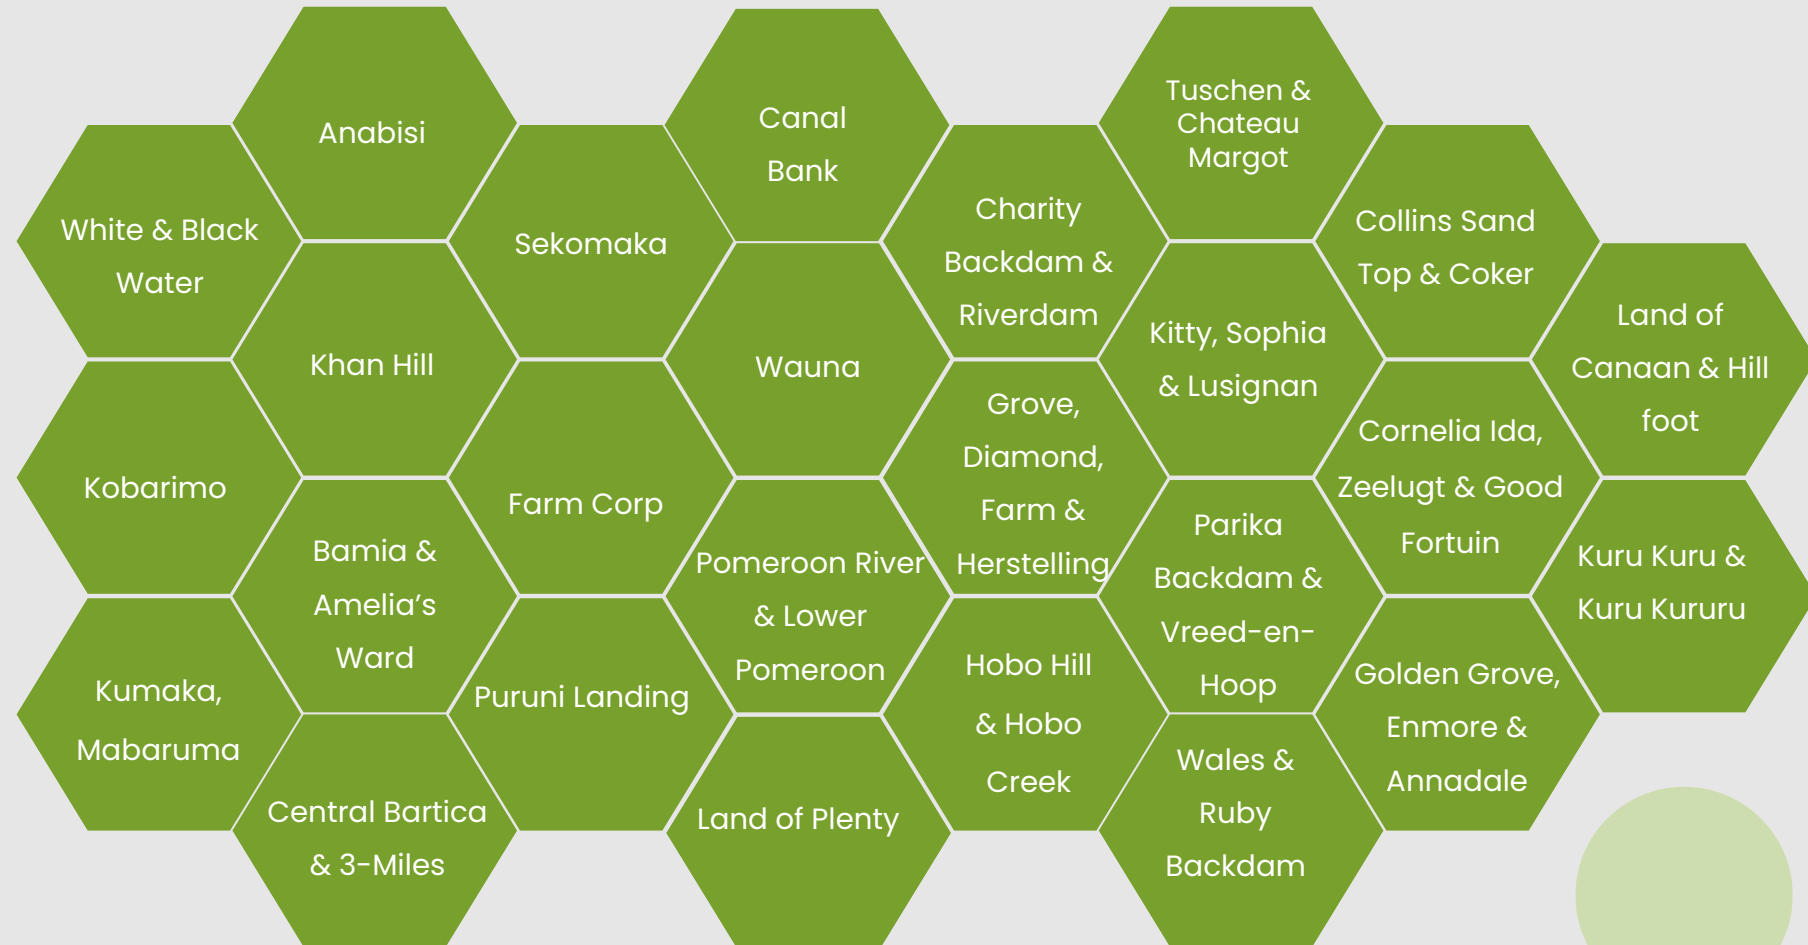 White & Black
Water
Kobarimo
Kumaka,
Mabaruma
Anabisi
Khan Hill
Bamia &
Amelia’s
Ward
Central Bartica
& 3-Miles
Sekomaka
Farm Corp
Puruni Landing
Canal
Bank
Wauna
Pomeroon River
& Lower
Pomeroon
Land of Plenty
Charity
Backdam &
Riverdam
Grove,
Diamond,
Farm &
Herstelling
Hobo Hill
& Hobo
Creek
Tuschen &
Chateau
Margot
Kitty, Sophia
& Lusignan
Parika
Backdam &
Vreed-en-
Hoop
Wales &
Ruby
Backdam
Collins Sand
Top & Coker
Cornelia Ida,
Zeelugt & Good
Fortuin
Golden Grove,
Enmore &
Annadale
Land of
Canaan & Hill
foot
Kuru Kuru &
Kuru Kururu